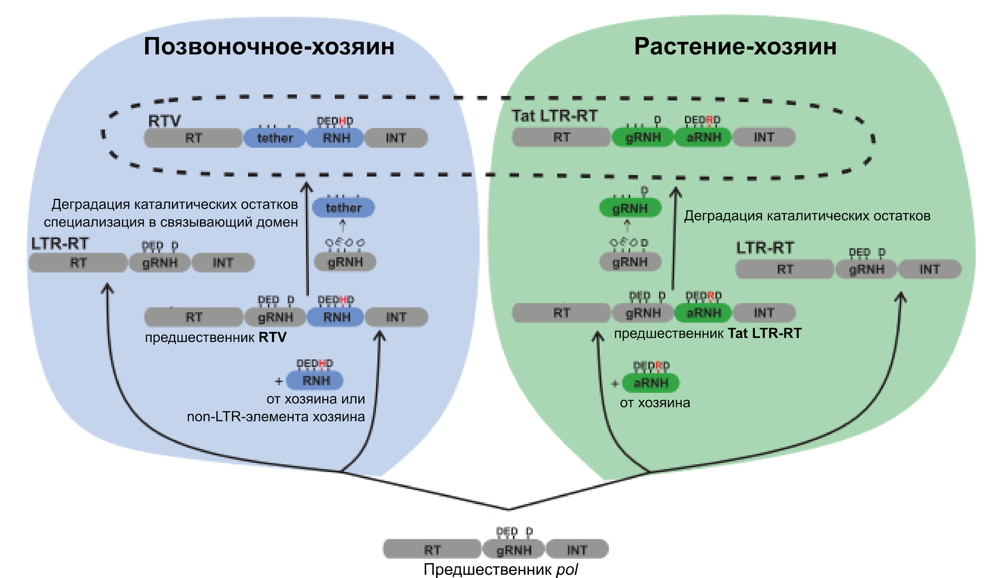 Позвоночное-хозяин
Растение-хозяин
RTV
DEDHD
RT
tether
RNH
INT
Tat LTR-RT
D
DEDRD
RT
gRNH
aRNH
INT
Деградация каталитических остатков
специализация в связывающий домен
tether
gRNH
D
gRNH
D
gRNH
Деградация каталитических остатков
LTR-RT
DED D
RT
gRNH
INT
LTR-RT
DED D
RT
gRNH
INT
DED D
DEDHD
RT
gRNH
RNH
INT
предшественник RTV
DED D
DEDRD
RT
gRNH
aRNH
INT
предшественник Tat LTR-RT
DEDHD
+ RNH
от хозяина или
non-LTR-элемента хозяина
DEDRD
+ aRNH
от хозяина
DED D
RT
gRNH
INT
Предшественник pol